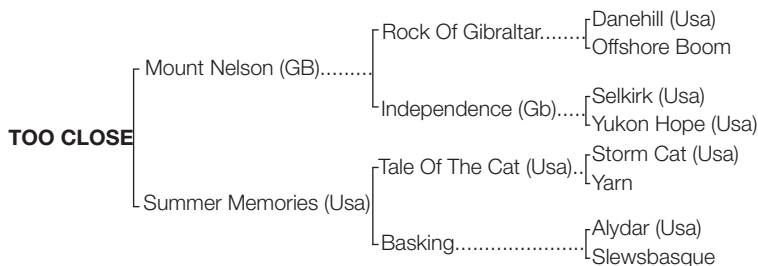 Danehill (Usa)
Rock Of Gibraltar........
Offshore Boom
Mount Nelson (GB).........
Selkirk (Usa)
Independence (Gb).....
Yukon Hope (Usa)
TOO CLOSE
Storm Cat (Usa)
Tale Of The Cat (Usa)..
Yarn
Summer Memories (Usa)
Alydar (Usa)
Basking.......................
Slewsbasque